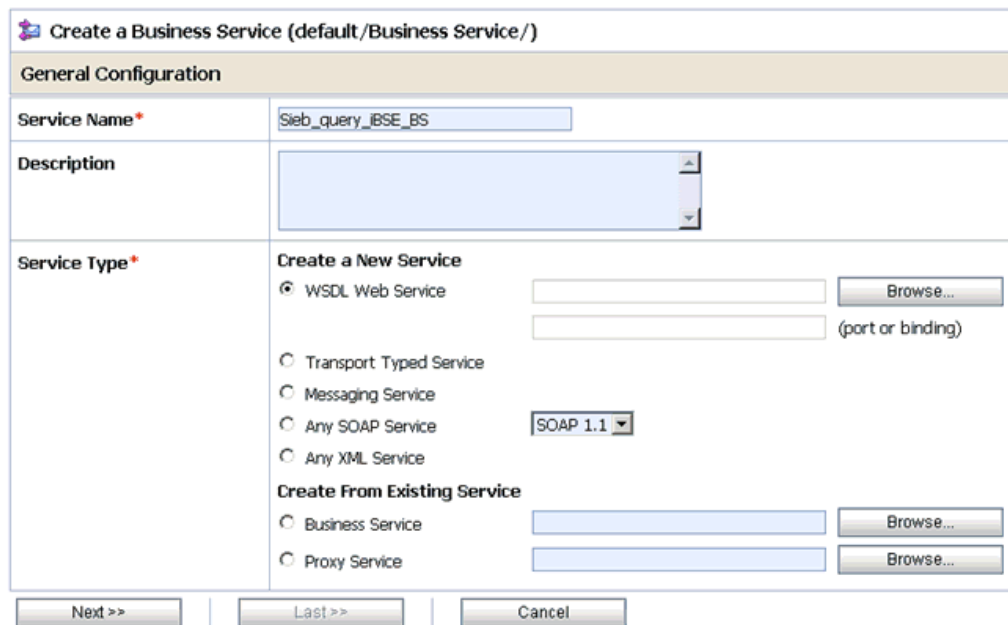 Create a Business Service (default/Business Service/)
General Configuration
Service Name*
Sieb_query_iBSE_BS
Description
Service Type*
Create a New Service
WSDL Web Service
Browse...
(port or binding)
Transport Typed Service
Messaging Service
Any SOAP Service
SOAP 1.1
Any XML Service
Create From Existing Service
Business Service
Browse...
Proxy Service
Browse...
Next >>
Last >>
Cancel